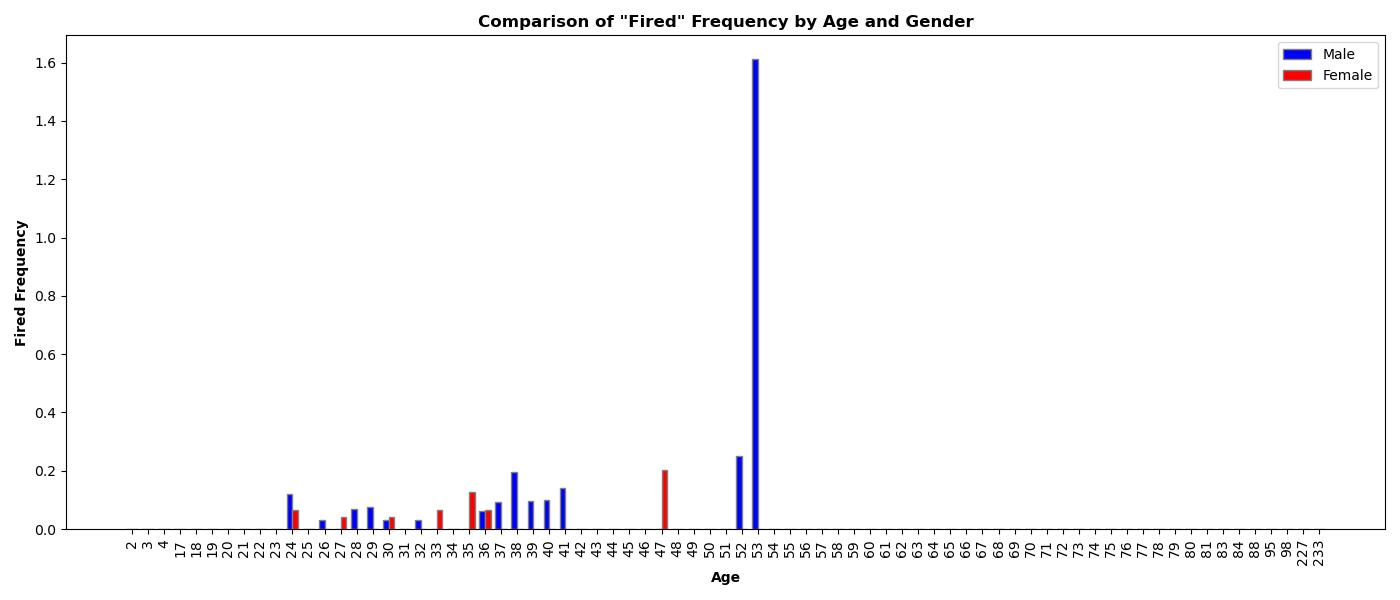 Comparison of "Fired" Frequency by Age and Gender
Male
Female
Fired Frequency
1.6
1.4
1.2
1.0
0.8
0.6
0.4
0.2
0.0
2 3 4 17 18 19 20 21 22 23 24 25 26 27 28 29 30 31 32 33 34 35 36 37 38 39 40 41 42 43 44 45 46 47 48 49 50 51 52 53 54 55 56 57 58 59 60 61 62 63 64 65 66 67 68 69 70 71 72 73 74 75 76 77 78 79 80 81 83 84 88 95 98 227 233
Age